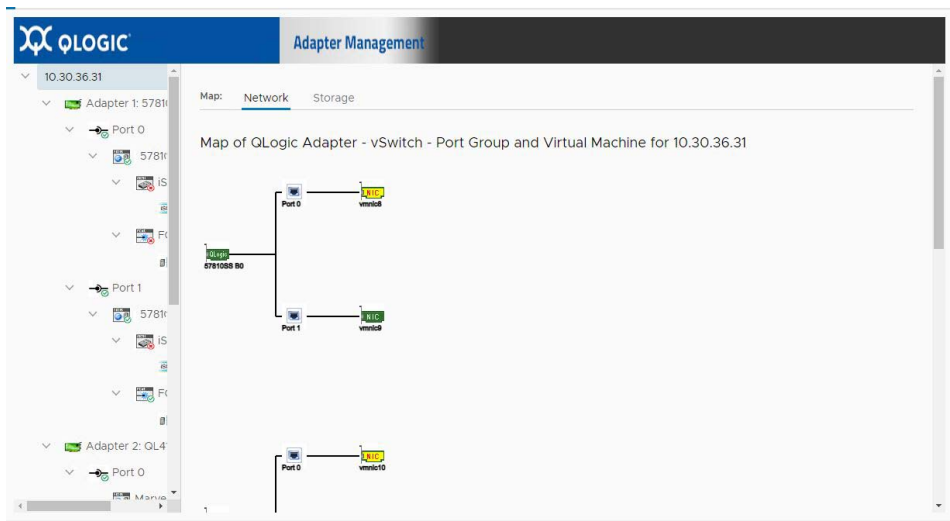 QLOGIC
Adapter Management
10.30.36.31
Adapter 1: 5781
Port 0
5781
iS
F
Port 1
5781
iS
F
Adapter 2: QL4
Port 0
Marve
Map: Network Storage
Map of QLogic Adapter - vSwitch - Port Group and Virtual Machine for 10.30.36.31
Port 0
NIC
vmnic8
QLogic
57810SS B0
Port 1
NIC
vmnic9
Port 0
NIC
vmnic10